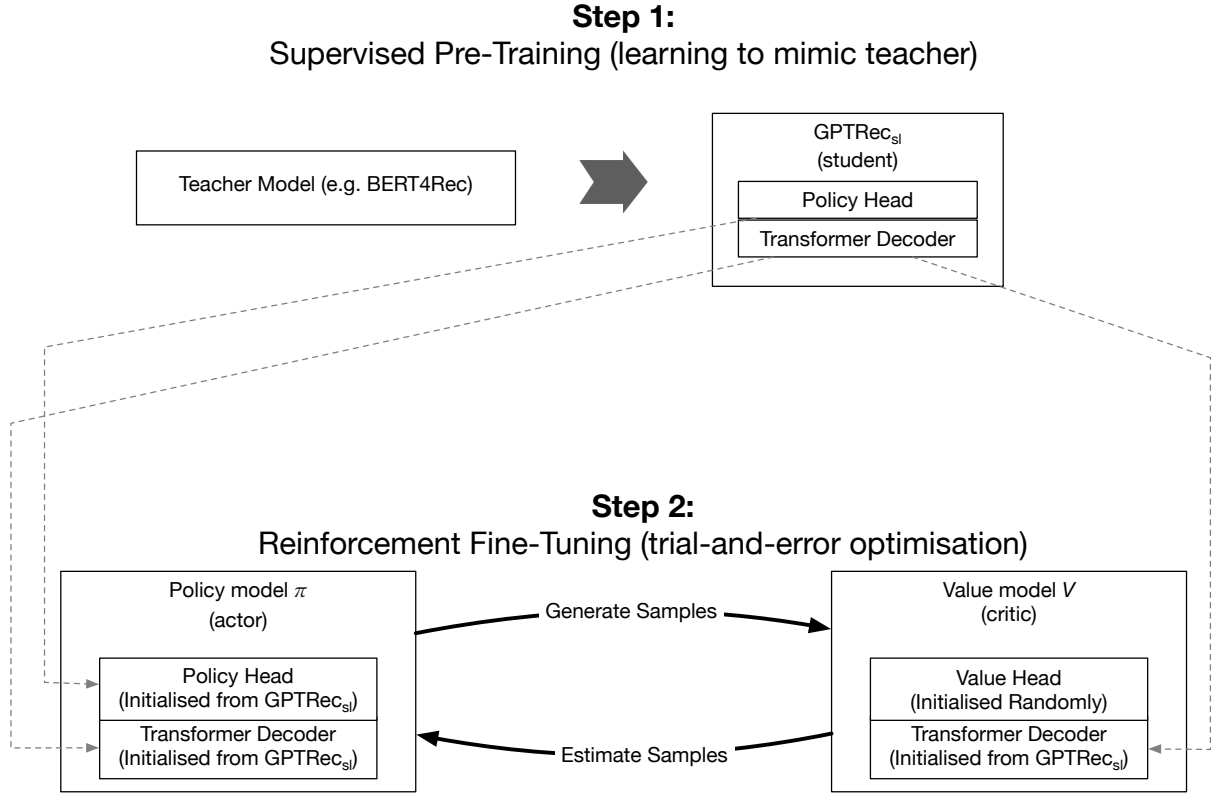 Step 1:
Supervised Pre-Training (learning to mimic teacher)
Teacher Model (e.g. BERT4Rec)
GPTRecsl
(student)
Policy Head
Transformer Decoder
Step 2:
Reinforcement Fine-Tuning (trial-and-error optimisation)
Policy model π
(actor)
Policy Head
(Initialised from GPTRecsl)
Transformer Decoder
(Initialised from GPTRecsl)
Generate Samples
Estimate Samples
Value model V
(critic)
Value Head
(Initialised Randomly)
Transformer Decoder
(Initialised from GPTRecsl)